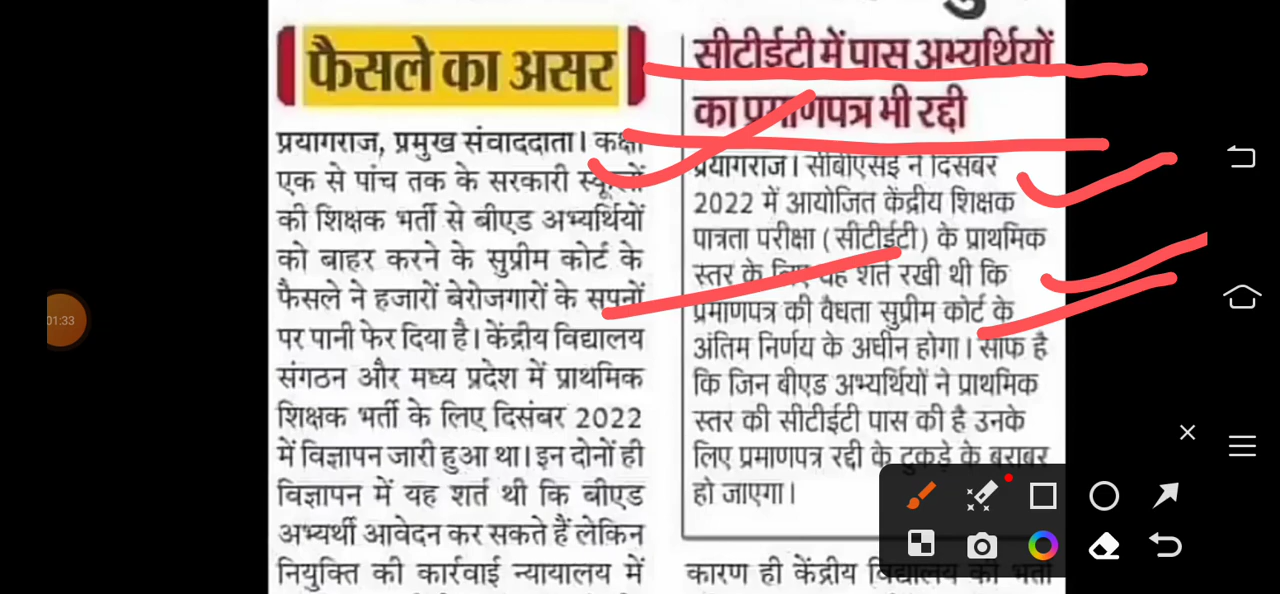 फैसले का असर
प्रयागराज, प्रमुख संवाददाता। कक्षा
एक से पांच तक के सरकारी स्कूलों
की शिक्षक भर्ती से बीएड अभ्यर्थियों
को बाहर करने के सुप्रीम कोर्ट के
फैसले ने हजारों बेरोजगारों के सपनों
पर पानी फेर दिया है। केंद्रीय विद्यालय
संगठन और मध्य प्रदेश में प्राथमिक
शिक्षक भर्ती के लिए दिसंबर 2022
में विज्ञापन जारी हुआ था। इन दोनों ही
विज्ञापन में यह शर्त थी कि बीएड
अभ्यर्थी आवेदन कर सकते हैं लेकिन
नियुक्ति की कार्रवाई न्यायालय में
सीटीईटी में पास अभ्यर्थियों
का प्रमाणपत्र भी रद्दी
प्रयागराज। सीबीएसई ने दिसंबर
2022 में आयोजित केंद्रीय शिक्षक
पात्रता परीक्षा (सीटीईटी) के प्राथमिक
स्तर के लिए यह शर्त रखी थी कि
प्रमाणपत्र की वैधता सुप्रीम कोर्ट के
अंतिम निर्णय के अधीन होगा। साफ है
कि जिन बीएड अभ्यर्थियों ने प्राथमिक
स्तर की सीटीईटी पास की है उनके
लिए प्रमाणपत्र रद्दी के टुकड़े के बराबर
हो जाएगा।
कारण ही केंद्रीय विद्यालय की भर्ती
01:33